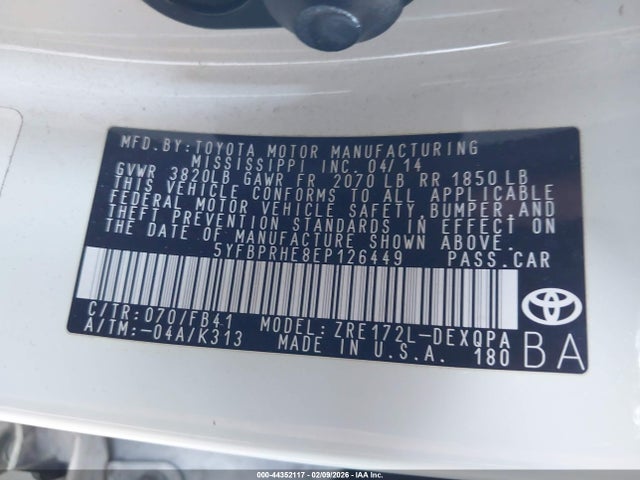 MFD.BY:TOYOTA MOTOR MANUFACTURING
MISSISSIPPI INC. 04/14
GVWR 3820LB GAWR FR 2070 LB RR 1850 LB
THIS VEHICLE CONFORMS TO ALL APPLICABLE
FEDERAL MOTOR VEHICLE SAFETY, BUMPER, AND
THEFT PREVENTION STANDARDS IN EFFECT ON
THE DATE OF MANUFACTURE SHOWN ABOVE.
5YFBPRHE8EP126449 PASS.CAR
C/TR: 070/FB41 MODEL: ZRE172L-DEXQPA
A/TM:-04A/K313 MADE IN U.S.A. 180 BA
000-44352117 - 02/09/2026 - IAA Inc.